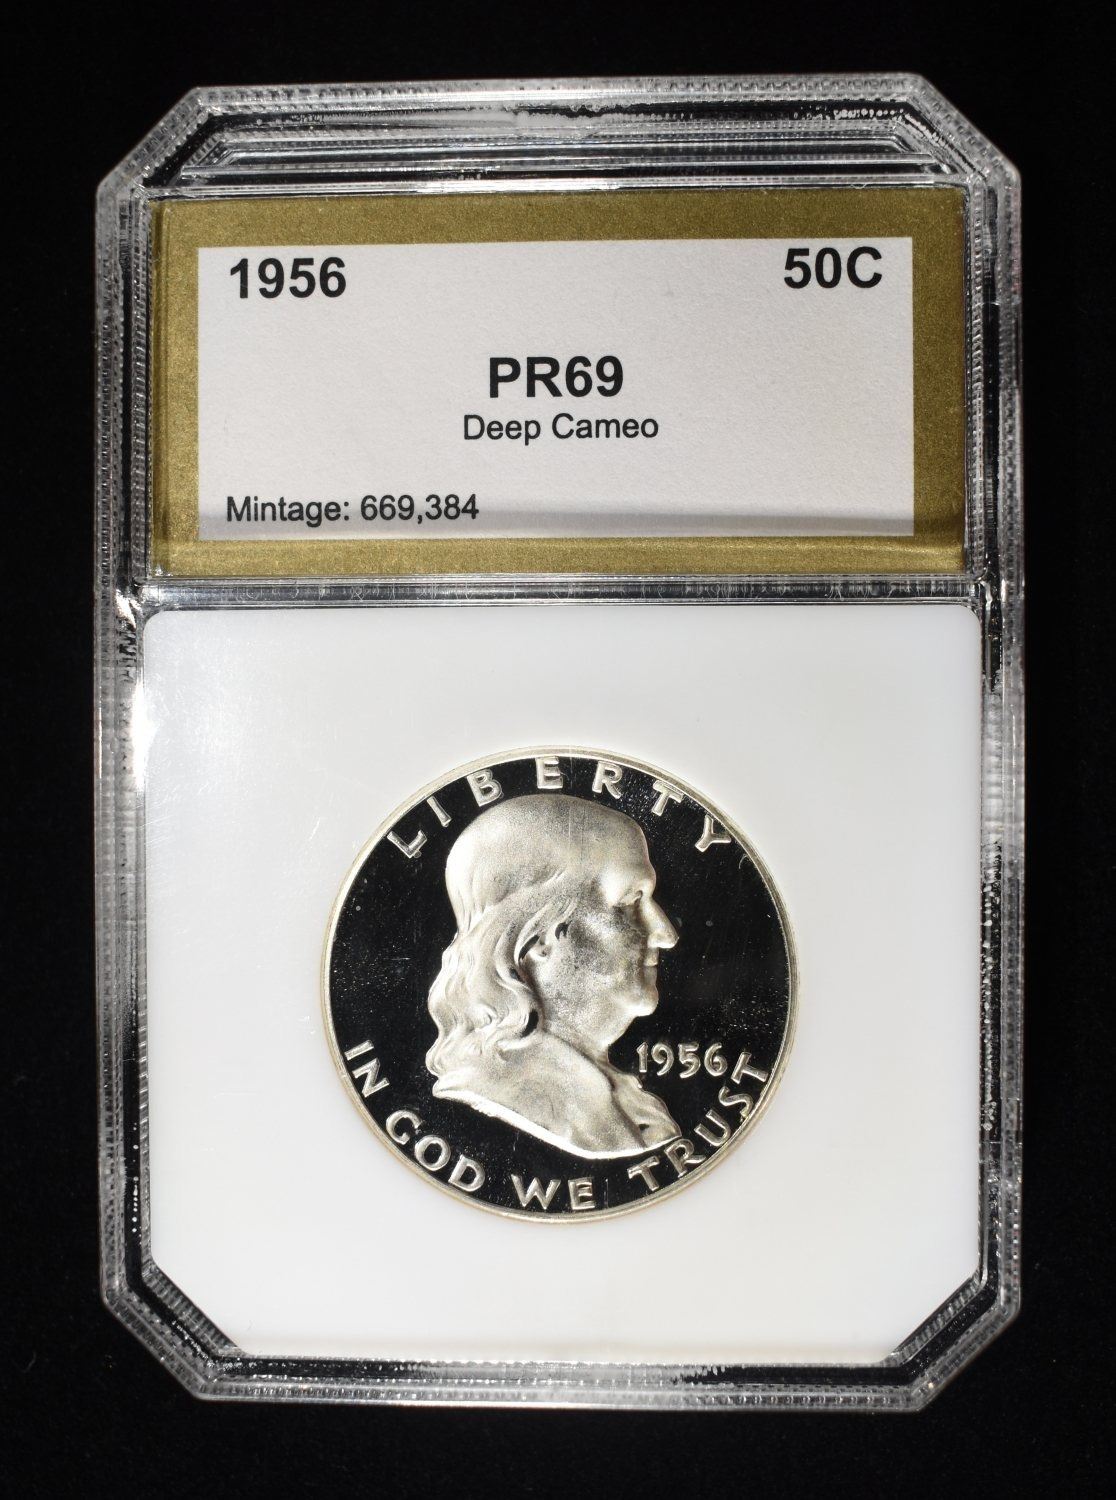 1956 50C
PR69
Deep Cameo
Mintage: 669,384
LIBERTY
1956
IN GOD WE TRUST